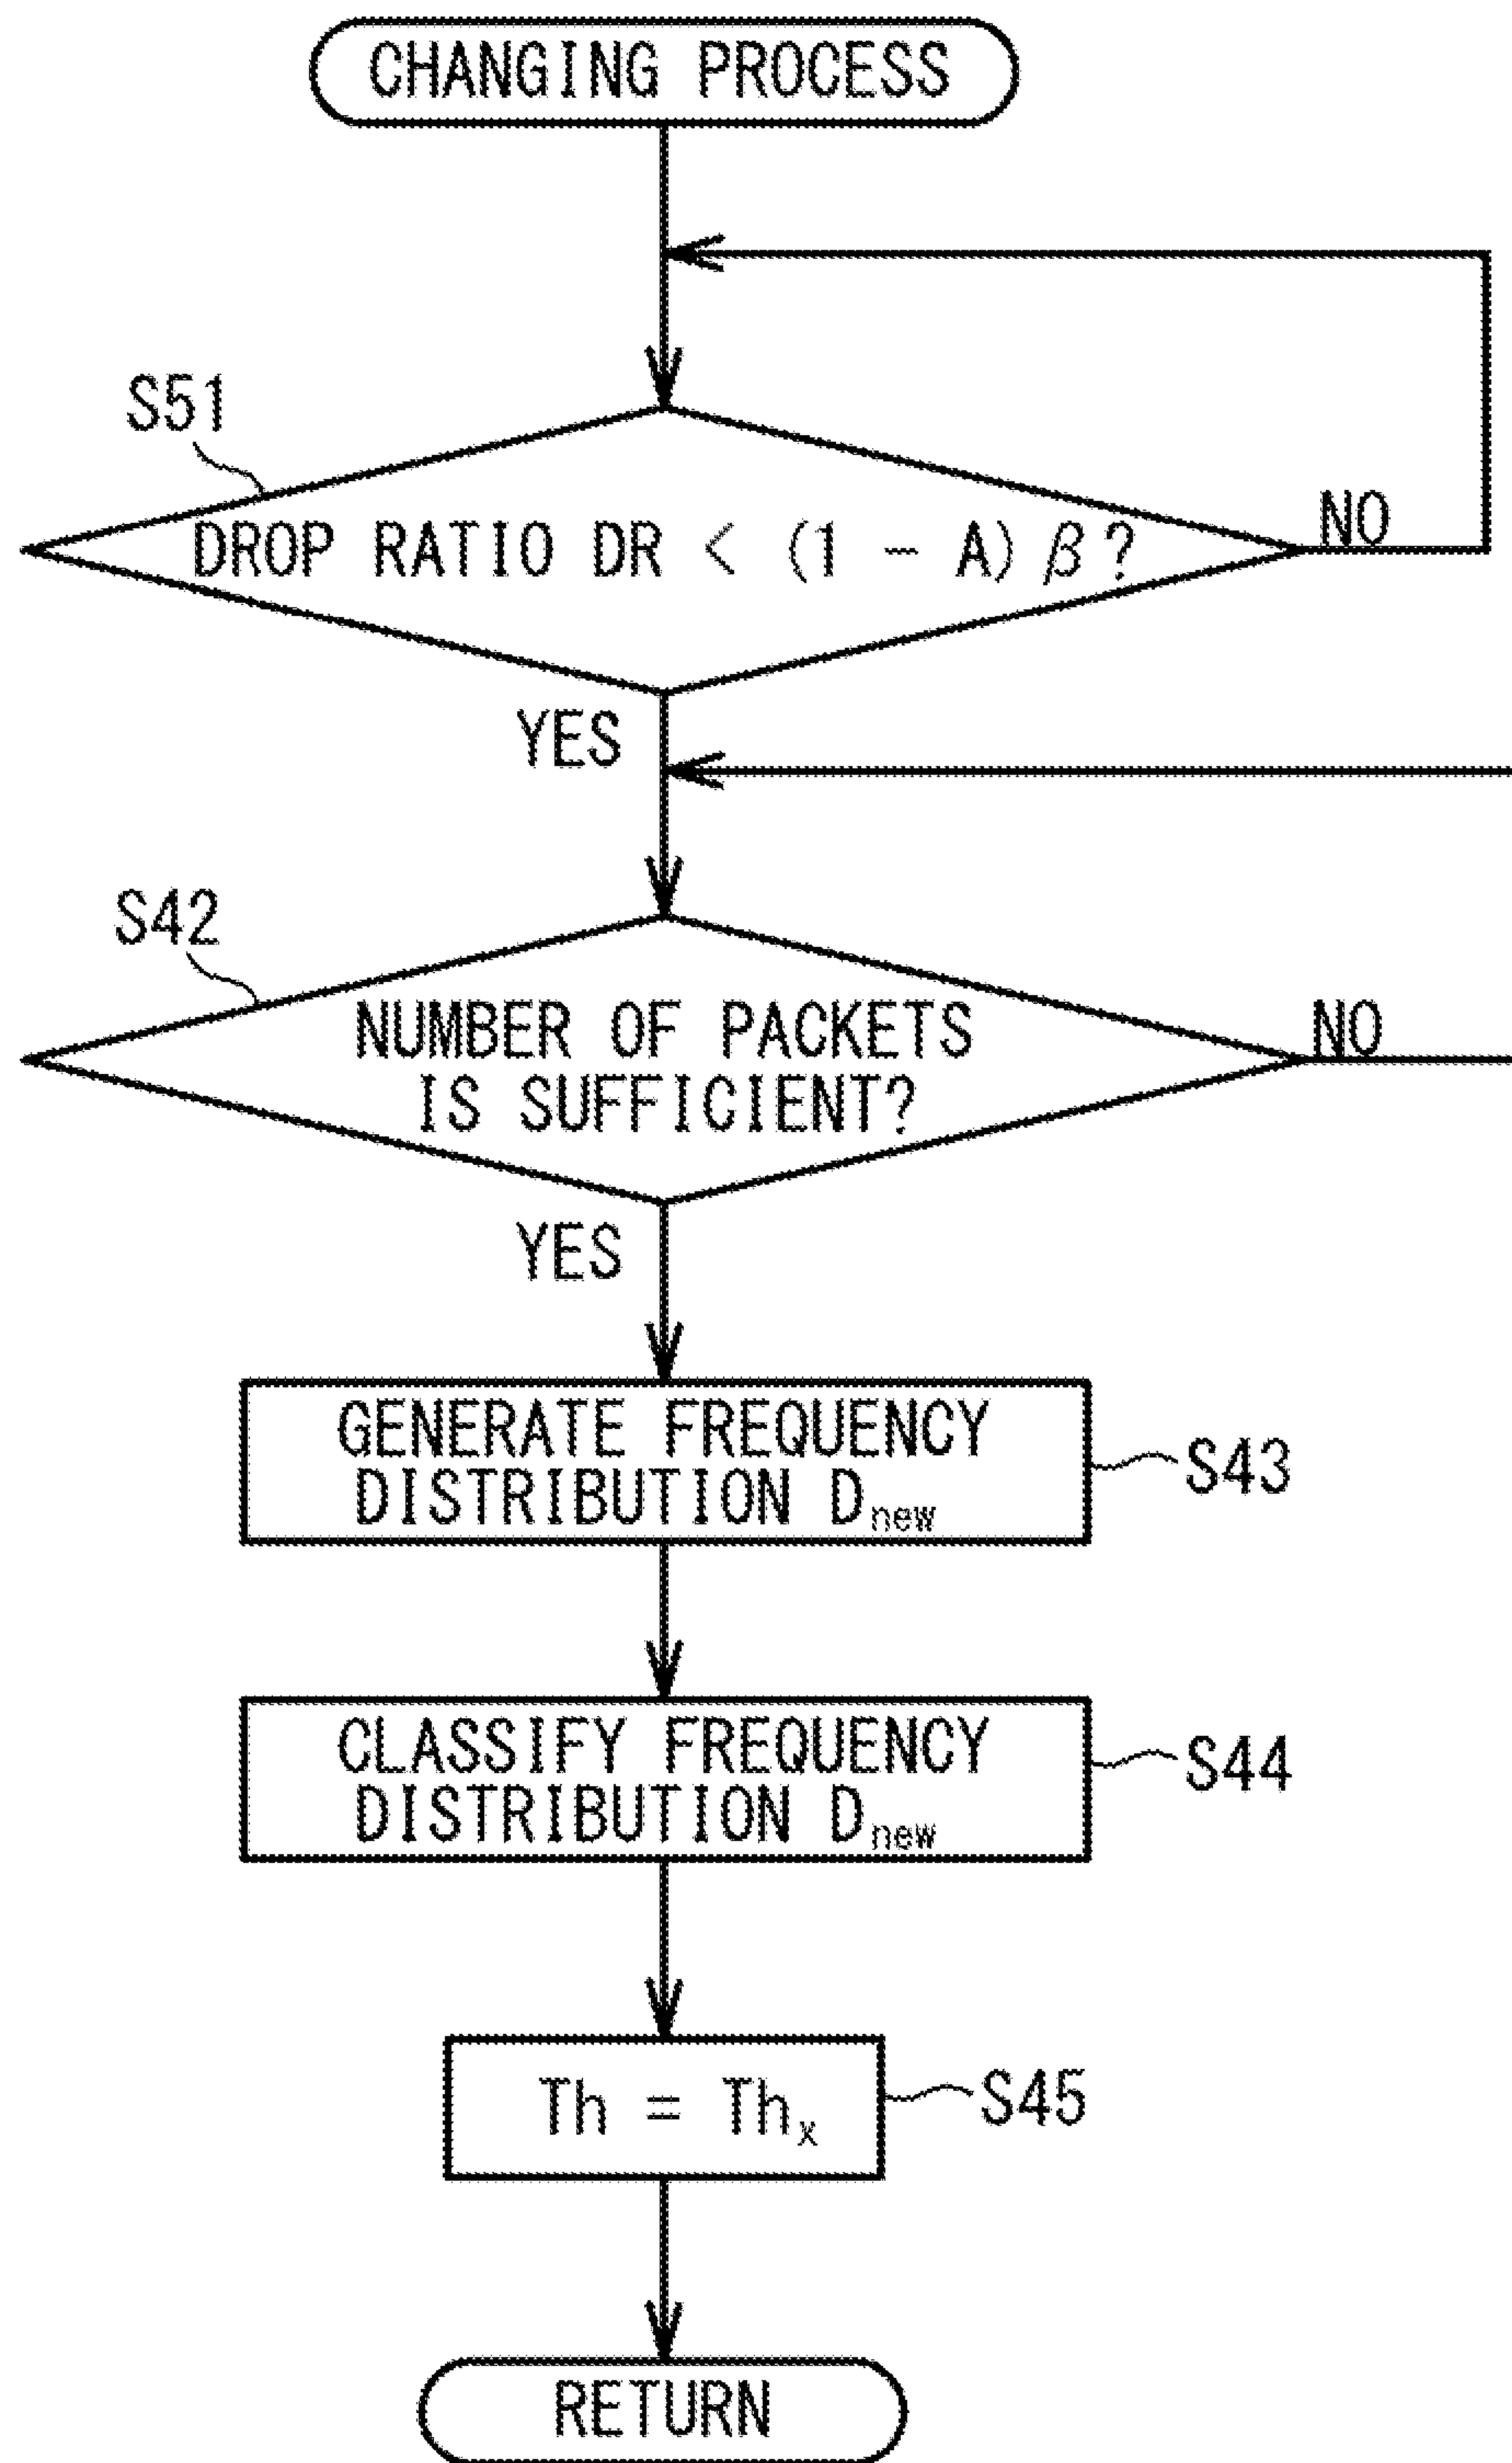 CHANGING PROCESS
S51
DROP RATIO DR < (1 - A) β?
NO
YES
S42
NUMBER OF PACKETS
IS SUFFICIENT?
NO
YES
GENERATE FREQUENCY
DISTRIBUTION Dnew
S43
CLASSIFY FREQUENCY
DISTRIBUTION Dnew
S44
Th = Thx
S45
RETURN